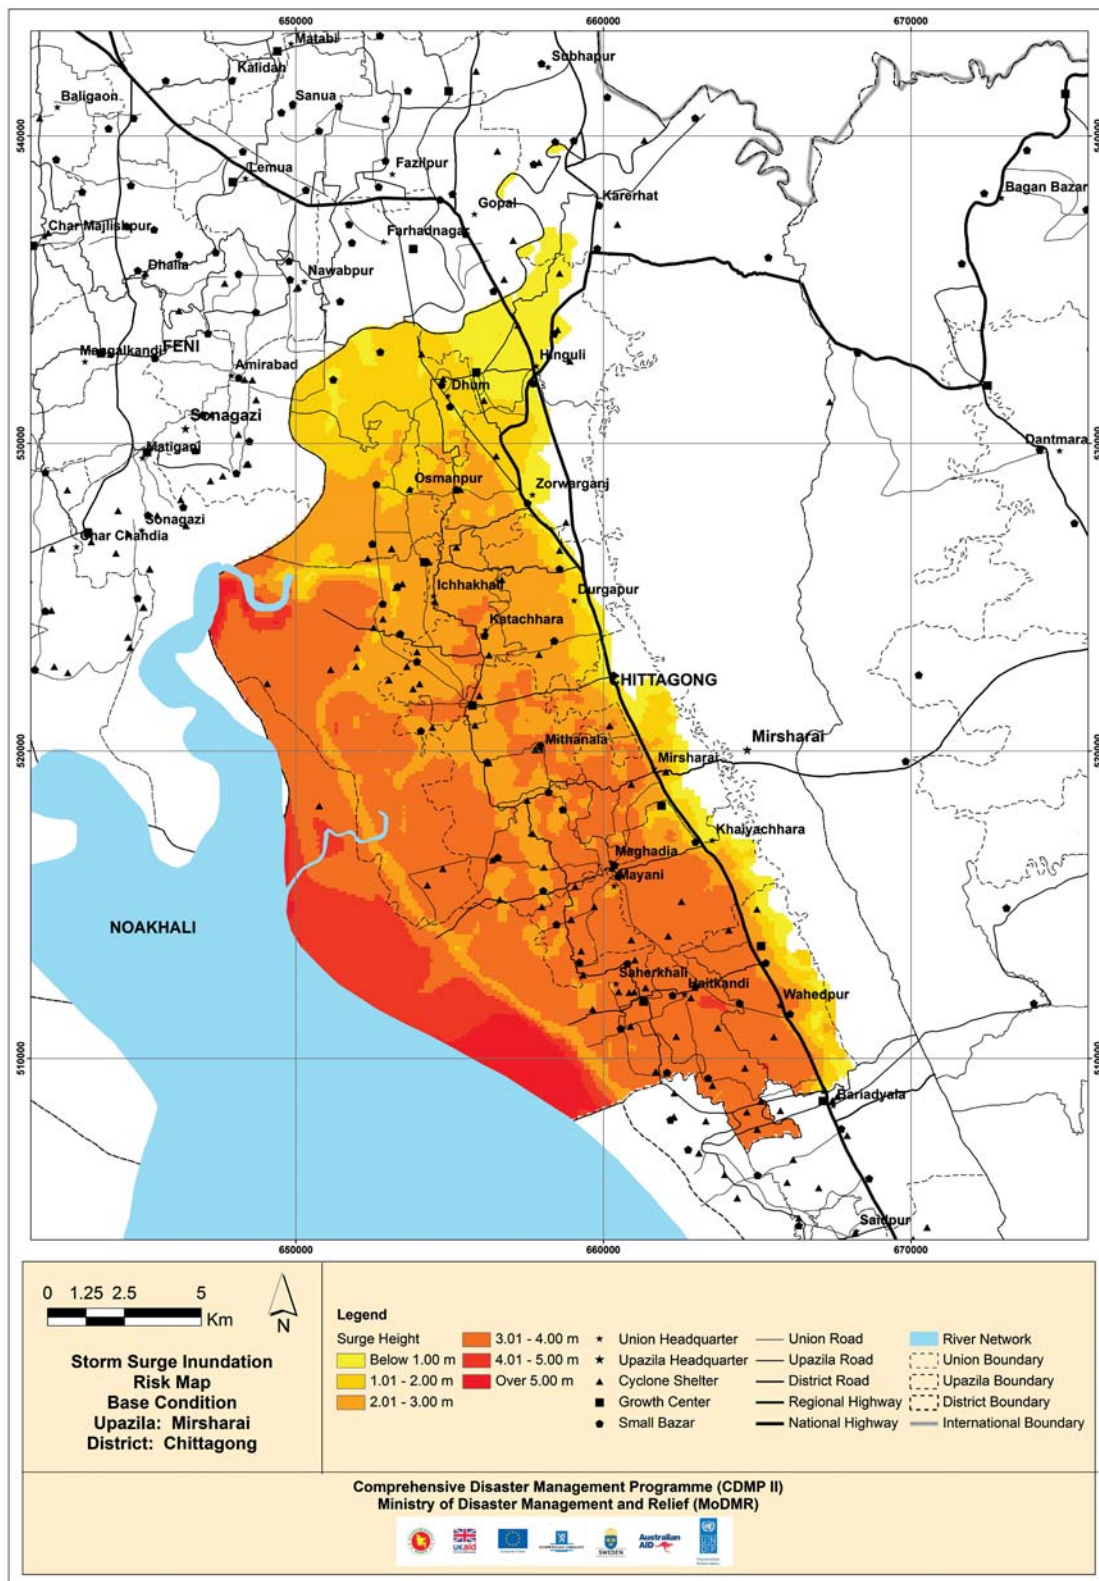 650000 660000 670000
Matabi
Subhapur
Kalidah
Baligaon
Sanua
540000 540000
Fazilpur
Lemua
Bagan Bazar
Karerhat
Gopal
Char Majlishpur
Farhadnagar
Dhalia
Nawabpur
Mangalkandi
FENI
Hinguli
Amirabad
Dhum
Sonagazi
530000 530000
Matiganj
Dantmara
Osmanpur
Zorwarganj
Sonagazi
Char Chandia
Ichhakhali
Durgapur
Katachhara
CHITTAGONG
Mithanala
Mirsharai
520000 520000
Mirsharai
Khaiyachhara
Maghadia
Mayani
NOAKHALI
Saherkhali
Haitkandi
Wahedpur
510000 510000
Bariadyala
Saidpur
650000 660000 670000
0 1.25 2.5 5
Km
N
Storm Surge Inundation
Risk Map
Base Condition
Upazila: Mirsharai
District: Chittagong
Legend
Surge Height
Below 1.00 m
1.01 - 2.00 m
2.01 - 3.00 m
3.01 - 4.00 m
4.01 - 5.00 m
Over 5.00 m
Union Headquarter
Upazila Headquarter
Cyclone Shelter
Growth Center
Small Bazar
Union Road
Upazila Road
District Road
Regional Highway
National Highway
River Network
Union Boundary
Upazila Boundary
District Boundary
International Boundary
Comprehensive Disaster Management Programme (CDMP II)
Ministry of Disaster Management and Relief (MoDMR)
UKaid
SWEDEN
Australian
AID
UN
DP